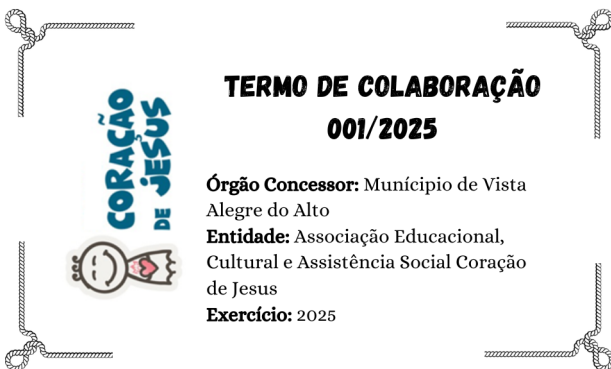 CORAÇÃO
DE JESUS
TERMO DE COLABORAÇÃO
001/2025
Órgão Concessor: Munícipio de Vista
Alegre do Alto
Entidade: Associação Educacional,
Cultural e Assistência Social Coração
de Jesus
Exercício: 2025